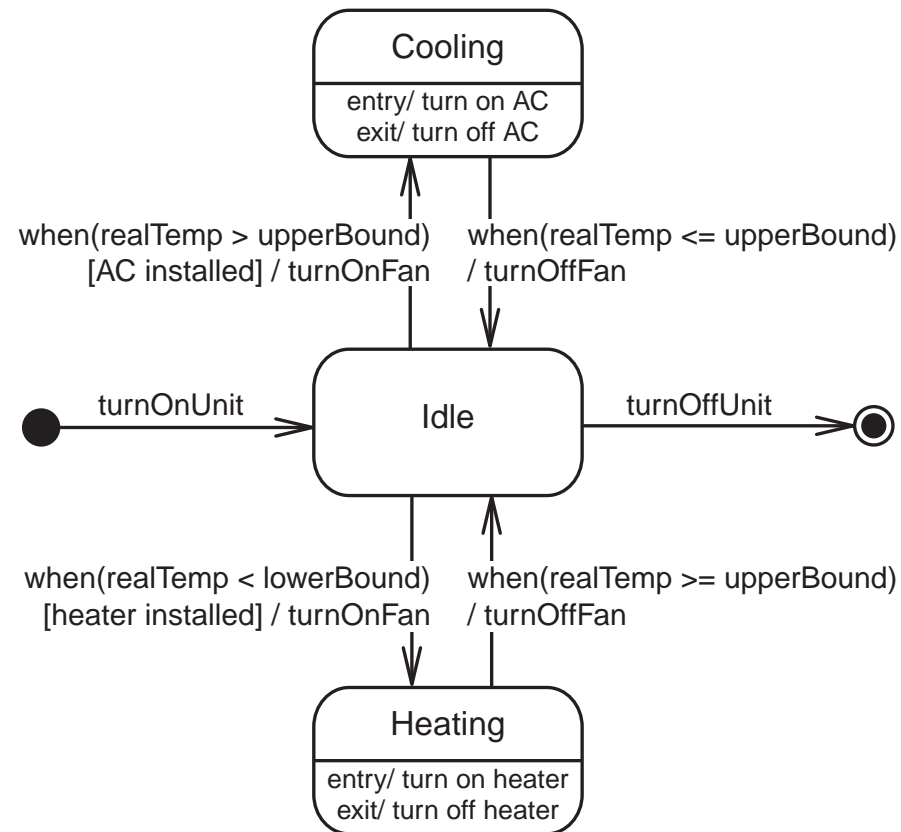 Cooling
entry/ turn on AC
exit/ turn off AC
when(realTemp > upperBound)
[AC installed] / turnOnFan
when(realTemp <= upperBound)
/ turnOffFan
turnOnUnit
Idle
turnOffUnit
when(realTemp < lowerBound)
[heater installed] / turnOnFan
when(realTemp >= upperBound)
/ turnOffFan
Heating
entry/ turn on heater
exit/ turn off heater